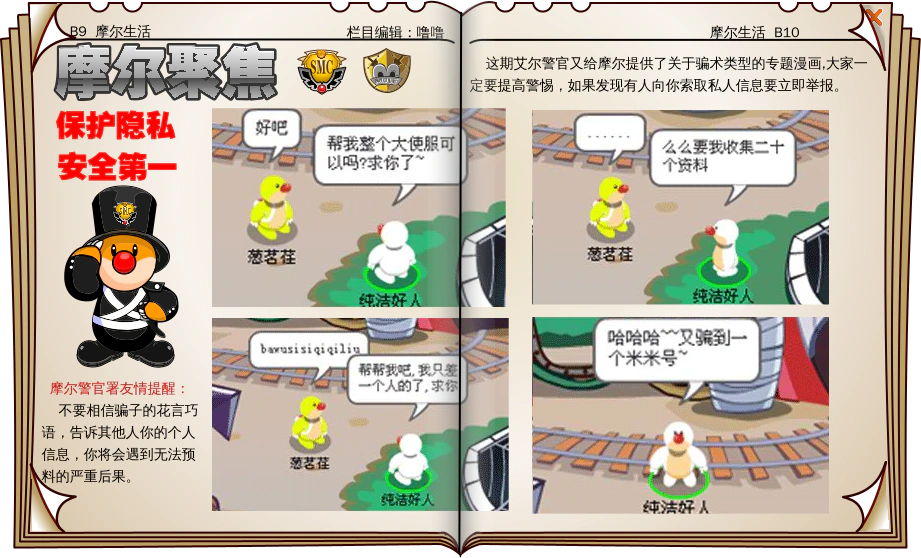 B9 摩尔生活
栏目编辑：噜噜
摩尔聚焦
SMC
保护隐私
安全第一
SMC
摩尔警官署友情提醒：
不要相信骗子的花言巧
语，告诉其他人你的个人
信息，你将会遇到无法预
料的严重后果。
好吧
帮我整个大使服可
以吗?求你了~
葱茗荏
纯洁好人
bawusisiqiqiliu
帮帮我吧,我只差
一个人的了,求你
葱茗荏
纯洁好人
摩尔生活 B10
这期艾尔警官又给摩尔提供了关于骗术类型的专题漫画,大家一
定要提高警惕，如果发现有人向你索取私人信息要立即举报。
......
么么要我收集二十
个资料
葱茗荏
纯洁好人
哈哈哈~~又骗到一
个米米号~
纯洁好人